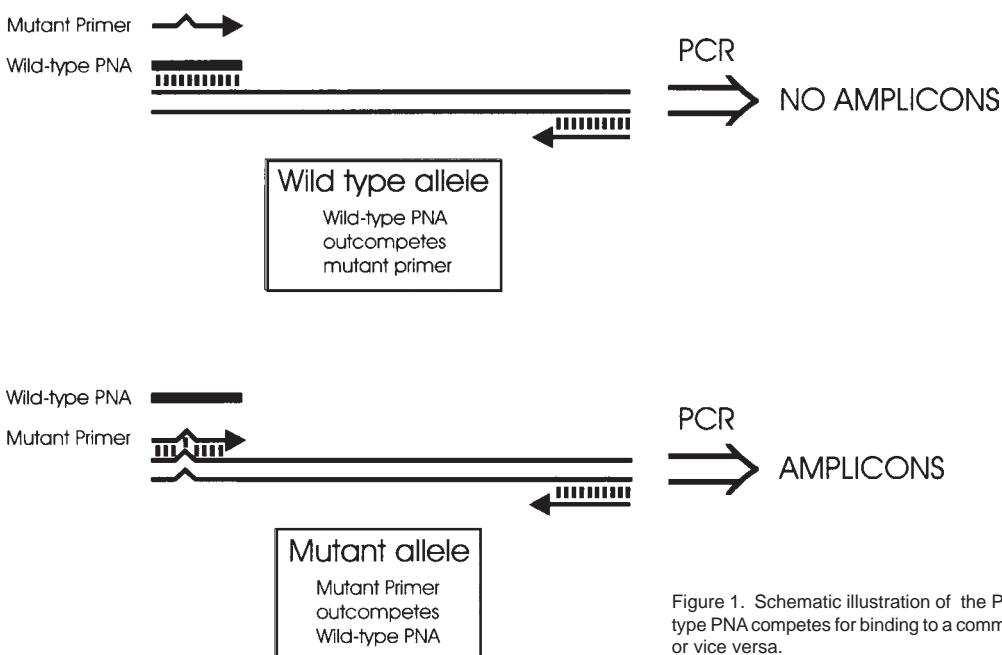 Mutant Primer
Wild-type PNA
PCR
NO AMPLICONS
Wild type allele
Wild-type PNA
outcompetes
mutant primer
Wild-type PNA
Mutant Primer
PCR
AMPLICONS
Mutant allele
Mutant Primer
outcompetes
Wild-type PNA
Figure 1. Schematic illustration of the P
type PNA competes for binding to a comm
or vice versa.